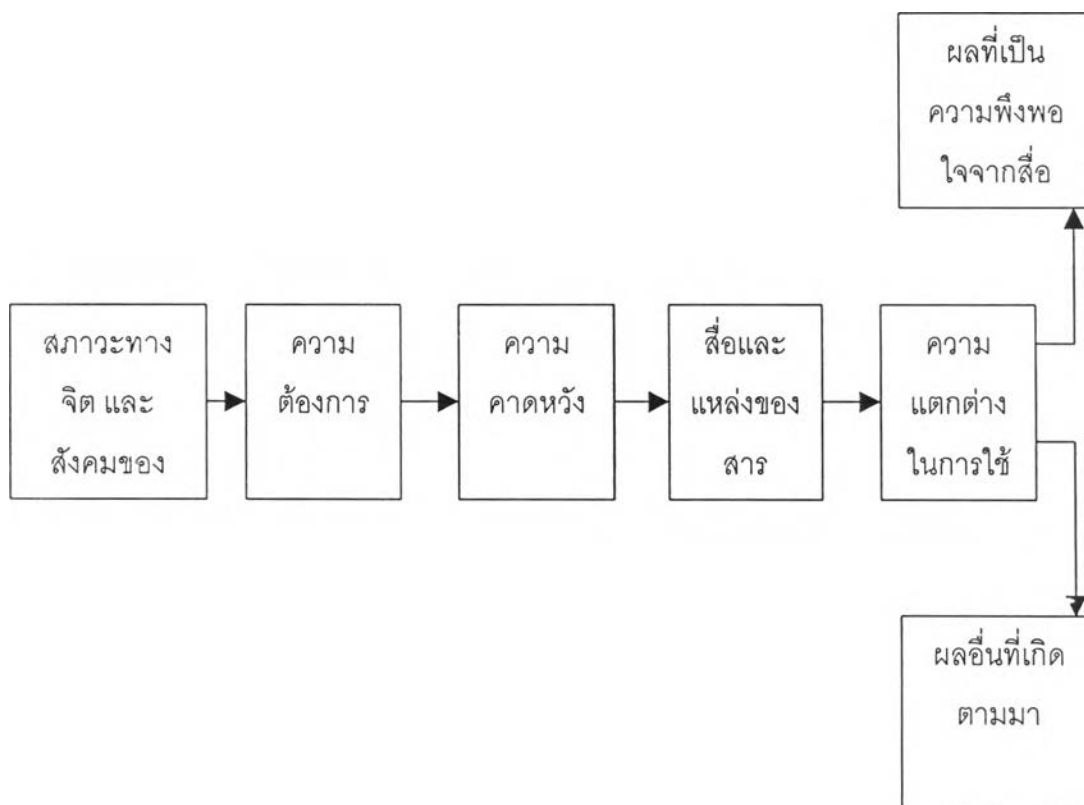 ผลที่เป็น
ความพึงพอ
ใจจากสื่อ
สภาวะทาง
จิต และ
สังคมของ
ความ
ต้องการ
ความ
คาดหวัง
สื่อและ
แหล่งของ
สาร
ความ
แตกต่าง
ในการใช้
ผลอื่นที่เกิด
ตามมา